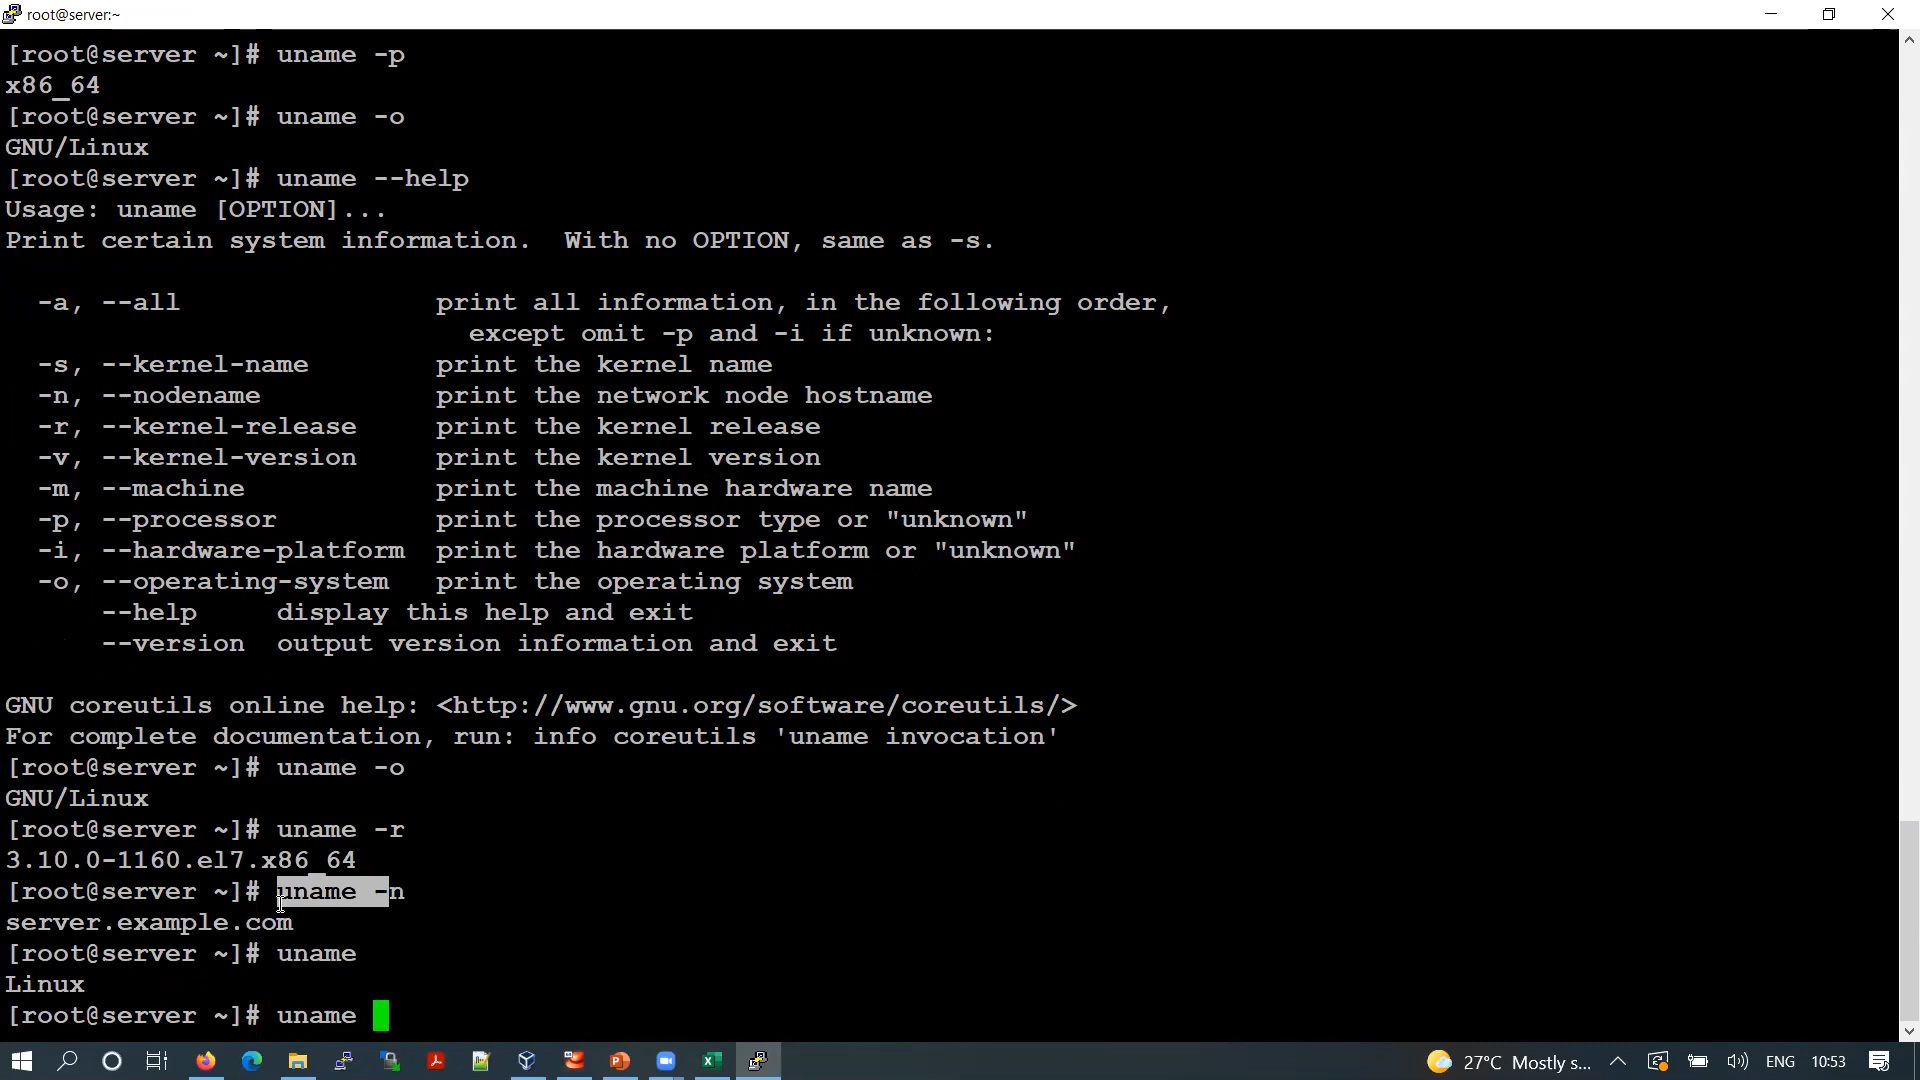 root@server:~
[root@server ~]# uname -p
x86_64
[root@server ~]# uname -o
GNU/Linux
[root@server ~]# uname --help
Usage: uname [OPTION]...
Print certain system information.  With no OPTION, same as -s.
-a, --all                print all information, in the following order,
except omit -p and -i if unknown:
-s, --kernel-name        print the kernel name
-n, --nodename           print the network node hostname
-r, --kernel-release     print the kernel release
-v, --kernel-version     print the kernel version
-m, --machine            print the machine hardware name
-p, --processor          print the processor type or "unknown"
-i, --hardware-platform  print the hardware platform or "unknown"
-o, --operating-system   print the operating system
--help     display this help and exit
--version  output version information and exit
GNU coreutils online help: <http://www.gnu.org/software/coreutils/>
For complete documentation, run: info coreutils 'uname invocation'
[root@server ~]# uname -o
GNU/Linux
[root@server ~]# uname -r
3.10.0-1160.el7.x86_64
[root@server ~]# uname -n
server.example.com
[root@server ~]# uname
Linux
[root@server ~]# uname
27°C Mostly s... ENG 10:53